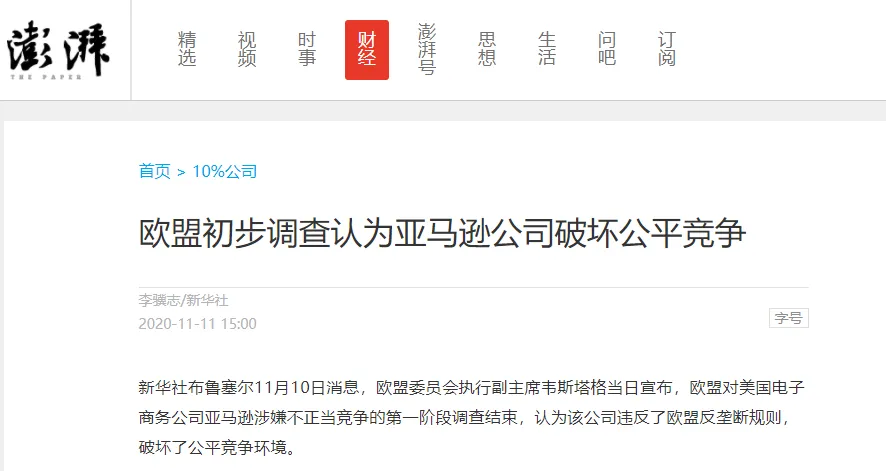 澎湃
THE PAPER
精选
视频
时事
财经
澎湃号
思想
生活
问吧
订阅
首页 > 10%公司
欧盟初步调查认为亚马逊公司破坏公平竞争
李骥志/新华社
2020-11-11 15:00
字号
新华社布鲁塞尔11月10日消息，欧盟委员会执行副主席韦斯塔格当日宣布，欧盟对美国电子
商务公司亚马逊涉嫌不正当竞争的第一阶段调查结束，认为该公司违反了欧盟反垄断规则，
破坏了公平竞争环境。